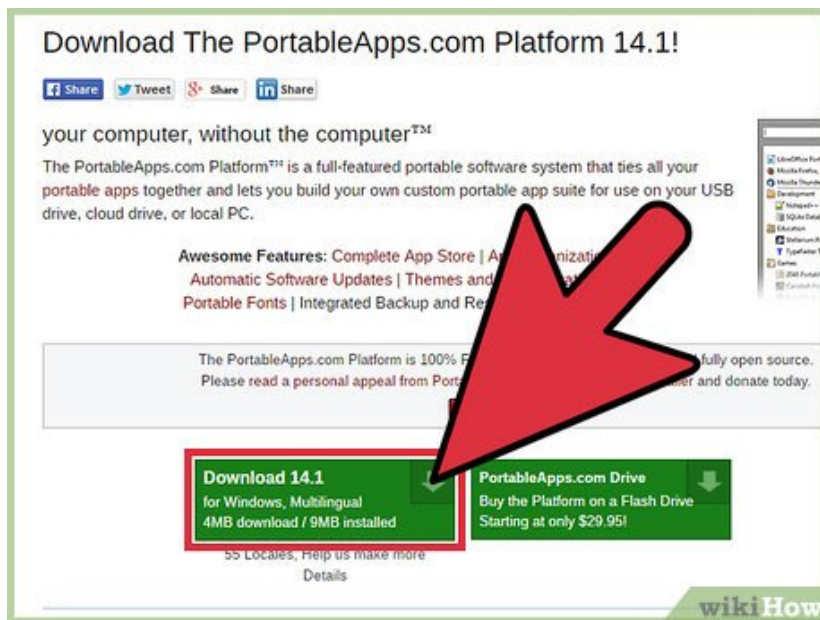 Download The PortableApps.com Platform 14.1!
Share Tweet Share Share
your computer, without the computer™
The PortableApps.com Platform™ is a full-featured portable software system that ties all your
portable apps together and lets you build your own custom portable app suite for use on your USB
drive, cloud drive, or local PC.
Awesome Features: Complete App Store |
Automatic Software Updates | Themes and
Portable Fonts | Integrated Backup and
The PortableApps.com Platform is 100% fully open source.
Please read a personal appeal from and donate today.
Download 14.1
for Windows, Multilingual
4MB download / 9MB installed
PortableApps.com Drive
Buy the Platform on a Flash Drive
Starting at only $29.95!
55 Locales, Help us make more
Details
Development
Notepad++
Education
Games
wikiHow